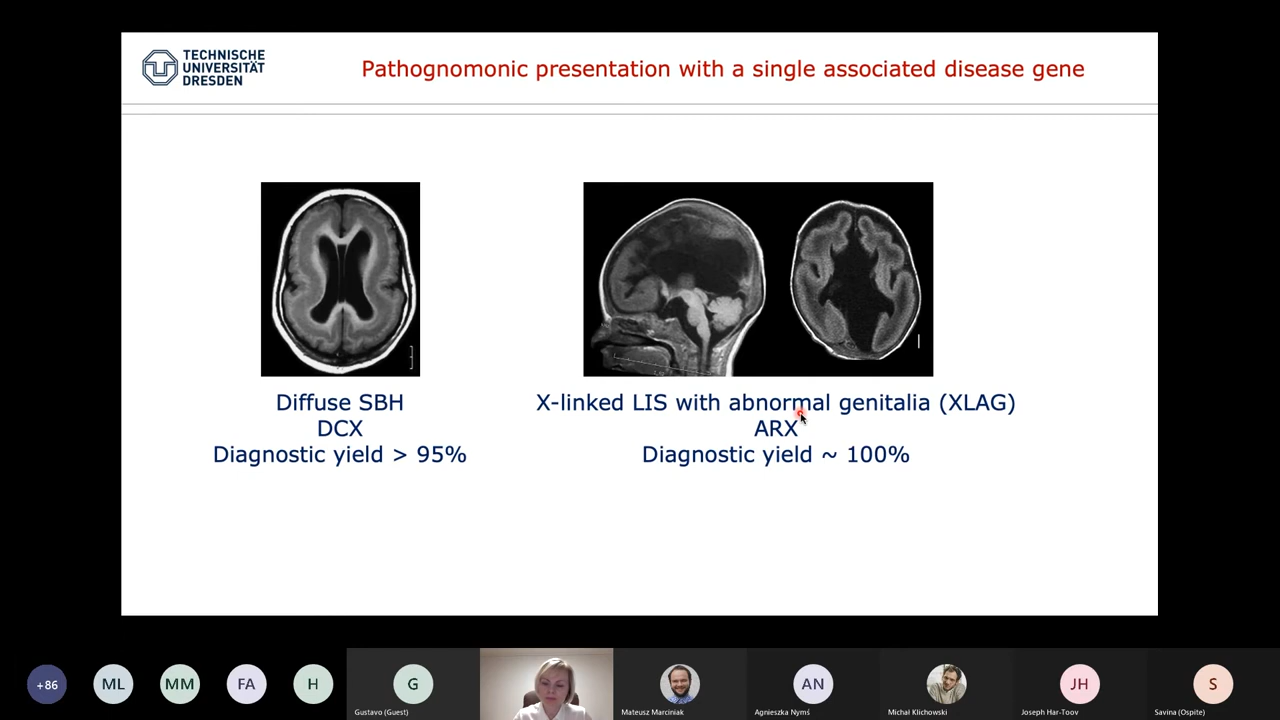 TECHNISCHE
UNIVERSITÄT
DRESDEN
Pathognomonic presentation with a single associated disease gene
Diffuse SBH
DCX
Diagnostic yield > 95%
X-linked LIS with abnormal genitalia (XLAG)
ARX
Diagnostic yield ~ 100%
+86
ML
MM
FA
H
G
Gustavo (Guest)
Mateusz Marciniak
AN
Agnieszka Nymś
Michał Klichowski
JH
Joseph Har-Toov
S
Savina (Ospite)